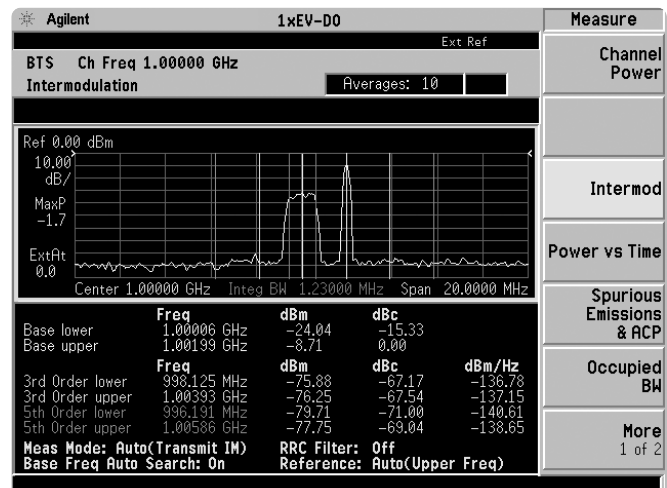 Agilent 1xEV-DO Measure
Ext Ref
BTS Ch Freq 1.00000 GHz
Intermodulation Averages: 10
Channel Power
Ref 0.00 dBm
10.00 dB/
MaxP
-1.7
ExtAt
0.0
Center 1.00000 GHz Integ BW 1.23000 MHz Span 20.0000 MHz
Intermod
Power vs Time
Spurious Emissions & ACP
Occupied BW
More
1 of 2
Freq dBm dBc
Base lower 1.00006 GHz -24.04 -15.33
Base upper 1.00199 GHz -8.71 0.00
Freq dBm dBc dBm/Hz
3rd Order lower 998.125 MHz -75.88 -67.17 -136.78
3rd Order upper 1.00393 GHz -76.25 -67.54 -137.15
5th Order lower 996.191 MHz -79.71 -71.00 -140.61
5th Order upper 1.00586 GHz -77.75 -69.04 -138.65
Meas Mode: Auto(Transmit IM) RRC Filter: Off
Base Freq Auto Search: On Reference: Auto(Upper Freq)